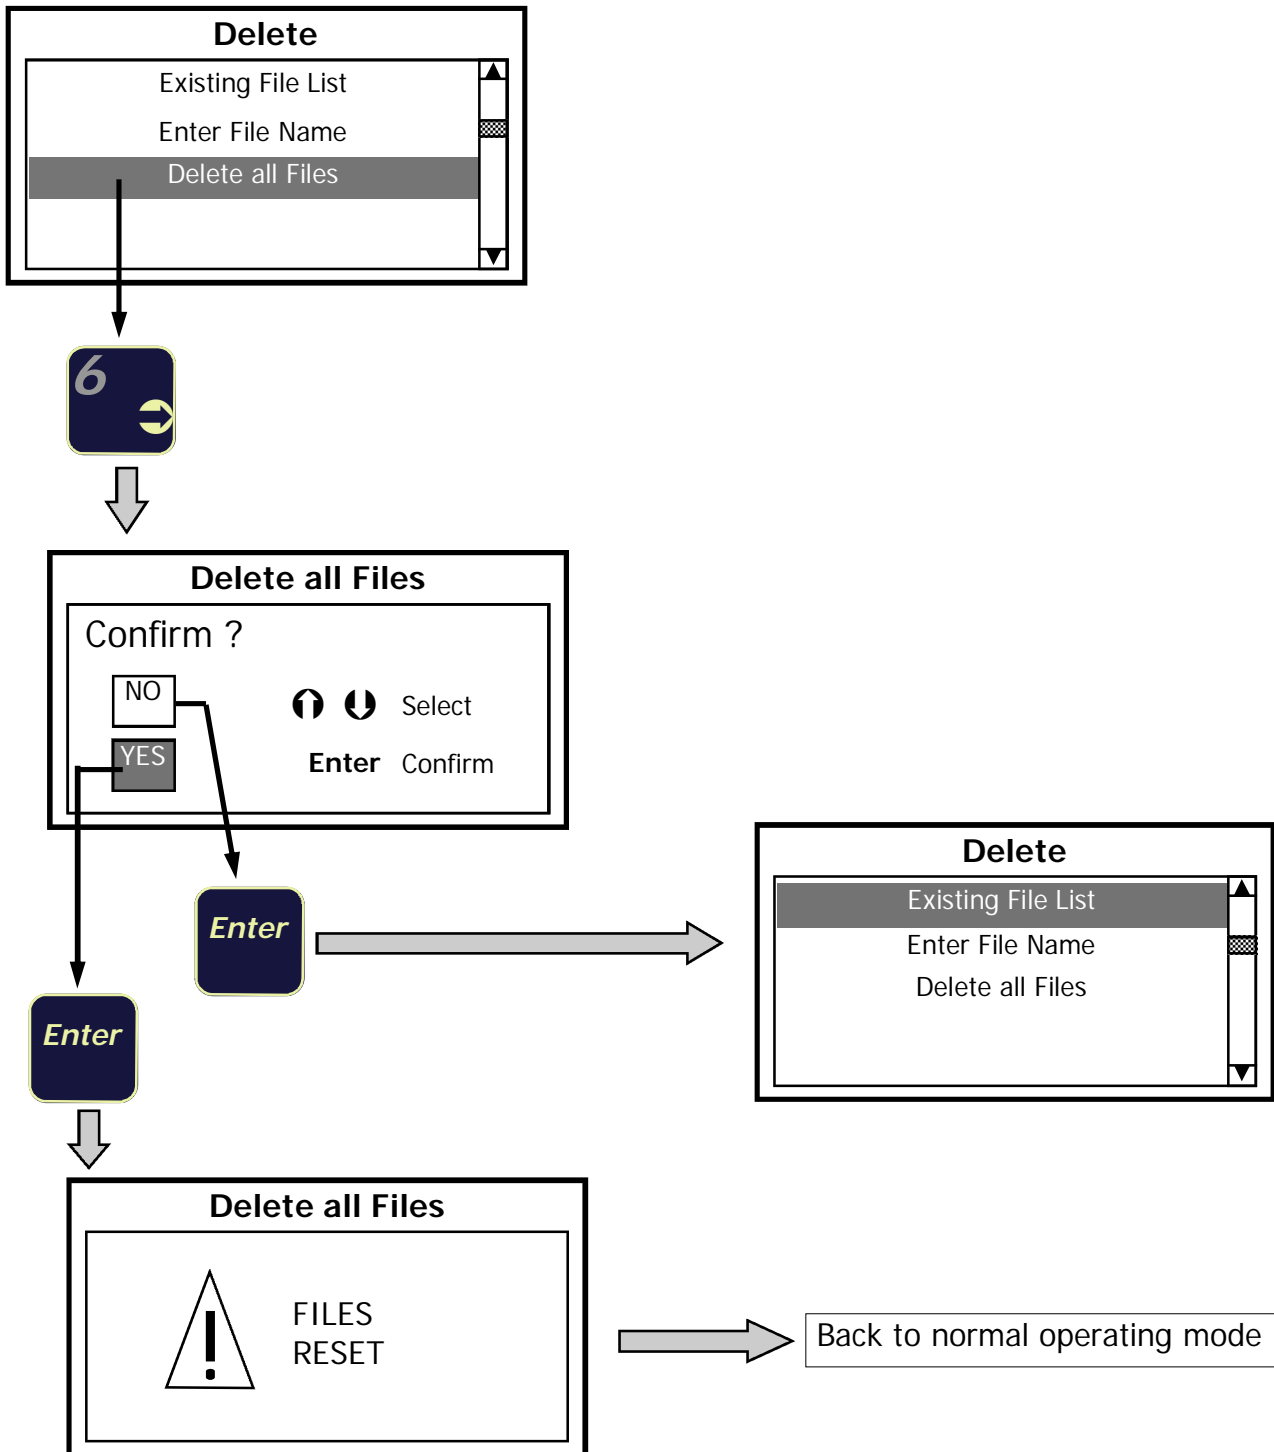 Delete
Existing File List
Enter File Name
Delete all Files
6
Delete all Files
Confirm ?
NO
Select
YES
Enter Confirm
Enter
Delete
Existing File List
Enter File Name
Delete all Files
Enter
Delete all Files
!
FILES
RESET
Back to normal operating mode